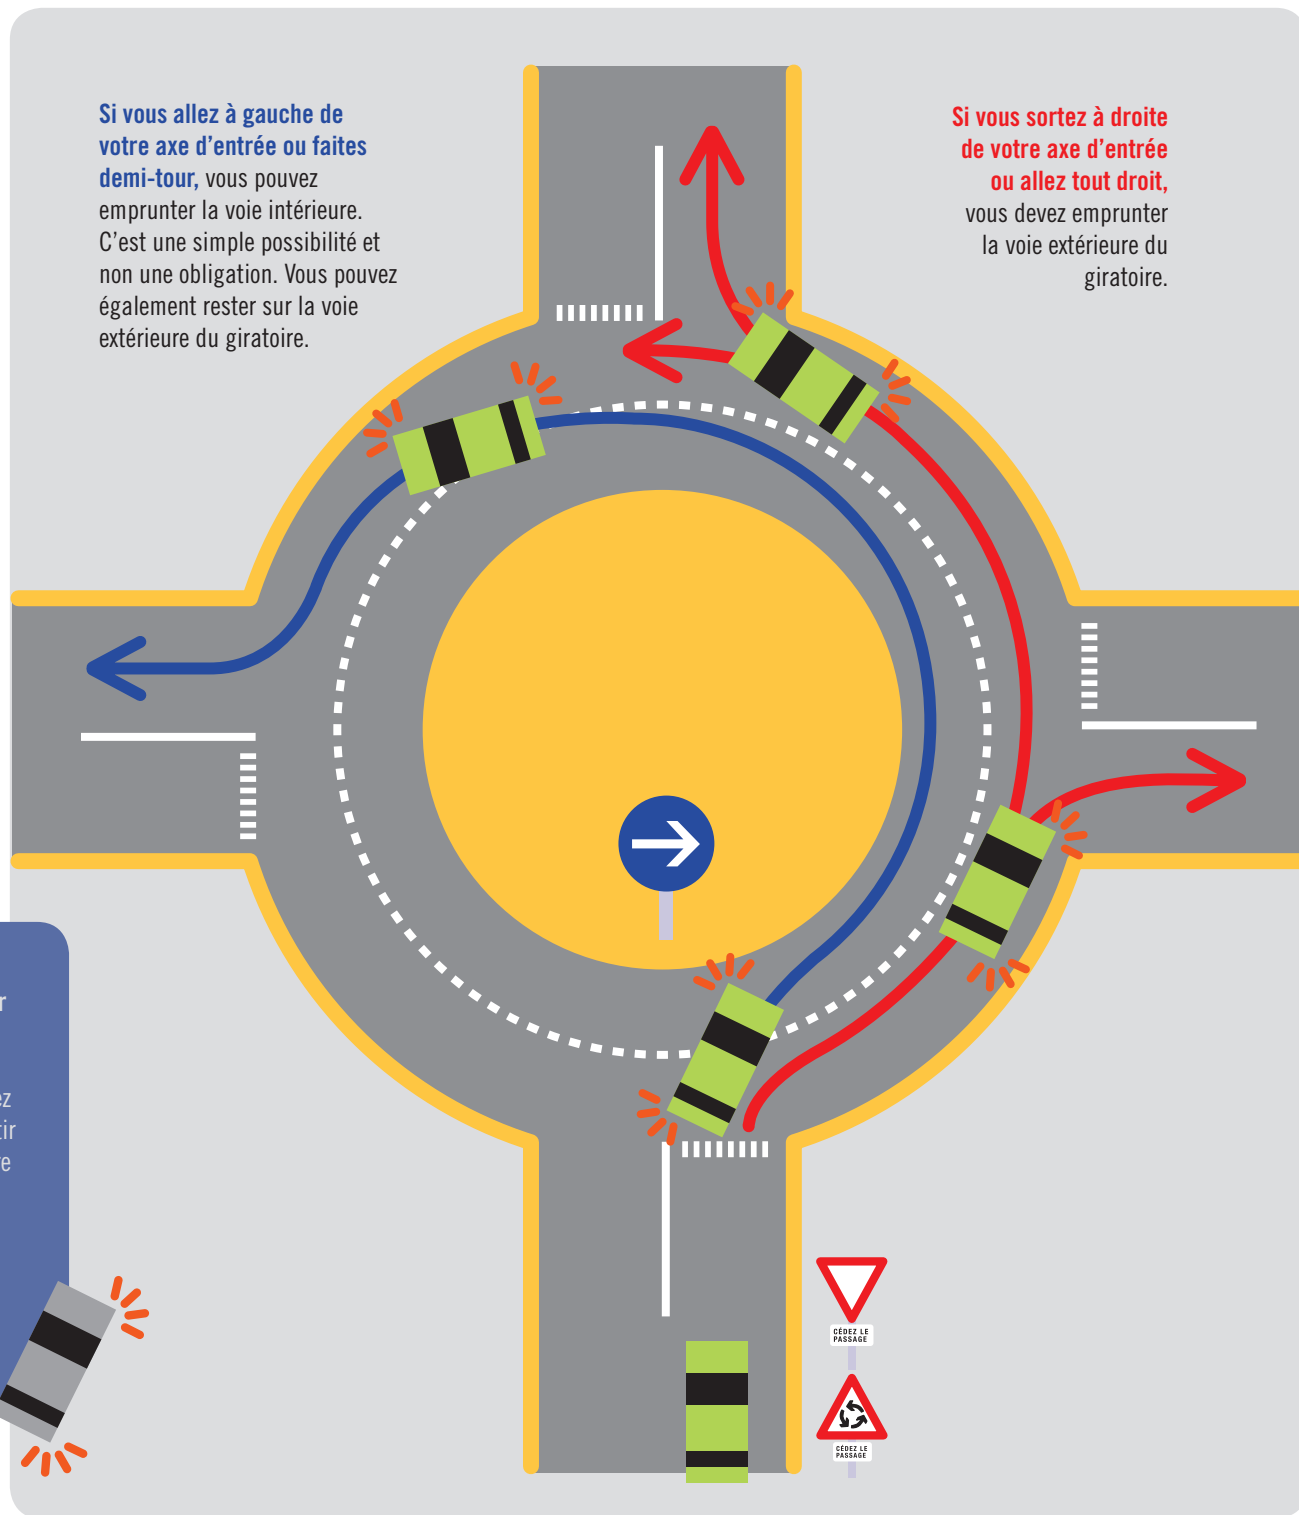 Si vous allez à gauche de
votre axe d'entrée ou faites
demi-tour, vous pouvez
emprunter la voie intérieure.
C'est une simple possibilité et
non une obligation. Vous pouvez
également rester sur la voie
extérieure du giratoire.
Si vous sortez à droite
de votre axe d'entrée
ou allez tout droit,
vous devez emprunter
la voie extérieure du
giratoire.
CÉDEZ LE
PASSAGE
CÉDEZ LE
PASSAGE